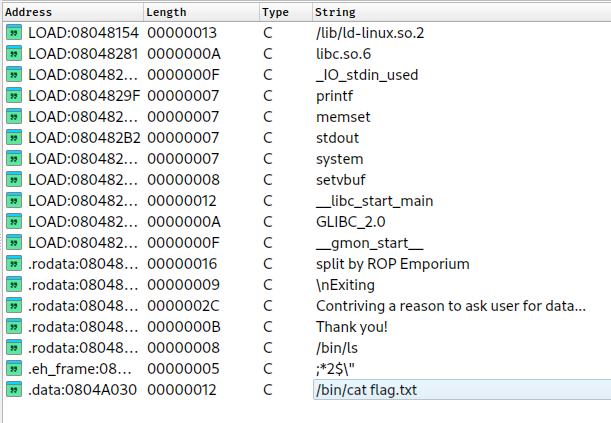 Address Length Type String
LOAD:08048154 00000013 C /lib/ld-linux.so.2
LOAD:08048281 0000000A C libc.so.6
LOAD:080482... 0000000F C _IO_stdin_used
LOAD:0804829F 00000007 C printf
LOAD:080482... 00000007 C memset
LOAD:080482B2 00000007 C stdout
LOAD:080482... 00000007 C system
LOAD:080482... 00000008 C setvbuf
LOAD:080482... 00000012 C __libc_start_main
LOAD:080482... 0000000A C GLIBC_2.0
LOAD:080482... 0000000F C __gmon_start__
.rodata:08048... 00000016 C split by ROP Emporium
.rodata:08048... 00000009 C \nExiting
.rodata:08048... 0000002C C Contriving a reason to ask user for data...
.rodata:08048... 0000000B C Thank you!
.rodata:08048... 00000008 C /bin/ls
.eh_frame:08... 00000005 C ;*2$\"
.data:0804A030 00000012 C /bin/cat flag.txt